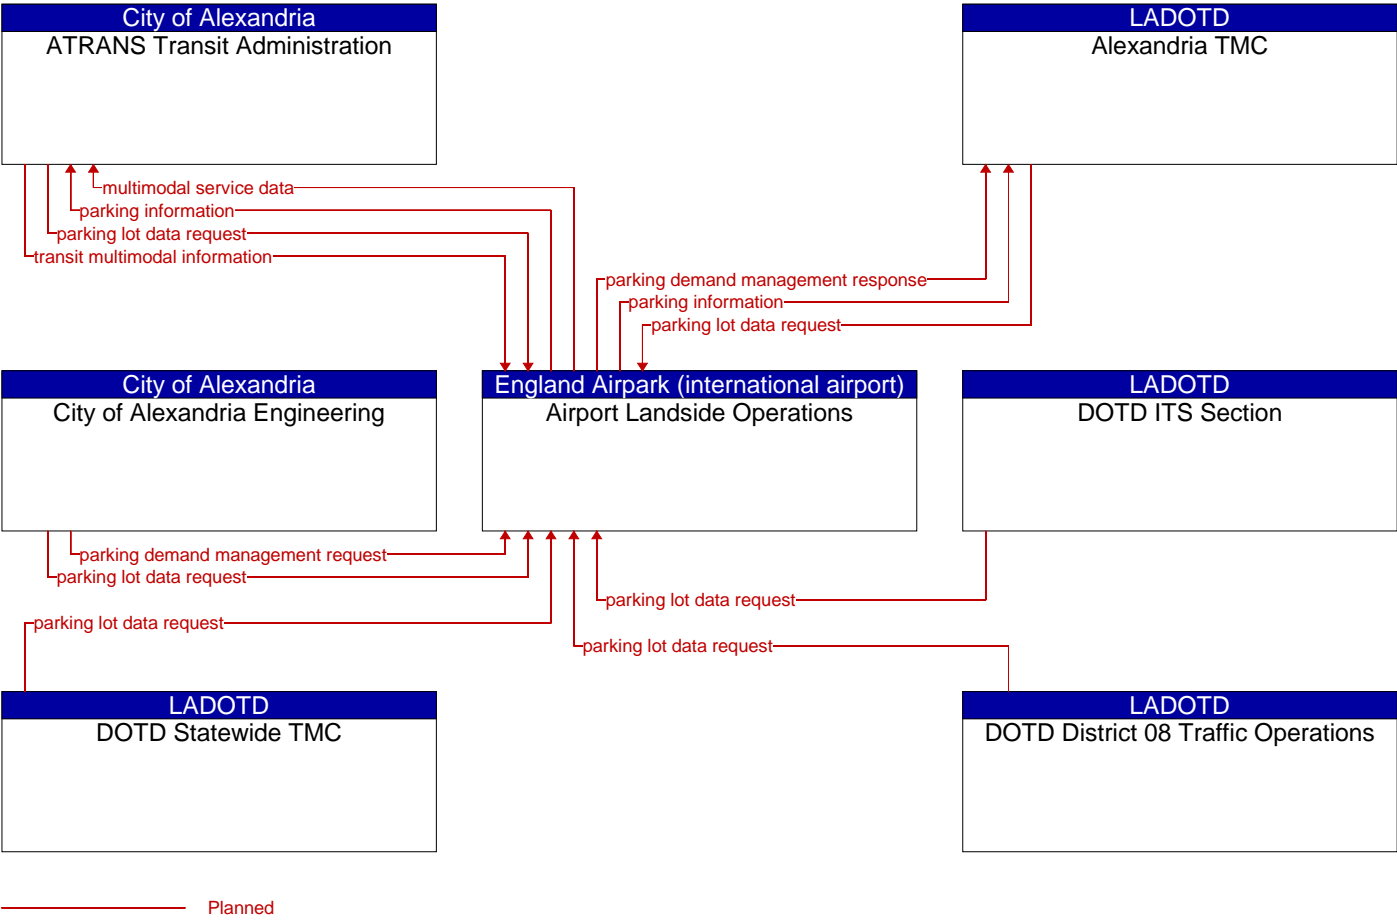 City of Alexandria
ATRANS Transit Administration
LADOTD
Alexandria TMC
multimodal service data
parking information
parking lot data request
transit multimodal information
parking demand management response
parking information
parking lot data request
City of Alexandria
City of Alexandria Engineering
England Airpark (international airport)
Airport Landside Operations
LADOTD
DOTD ITS Section
parking demand management request
parking lot data request
parking lot data request
parking lot data request
parking lot data request
LADOTD
DOTD Statewide TMC
LADOTD
DOTD District 08 Traffic Operations
Planned